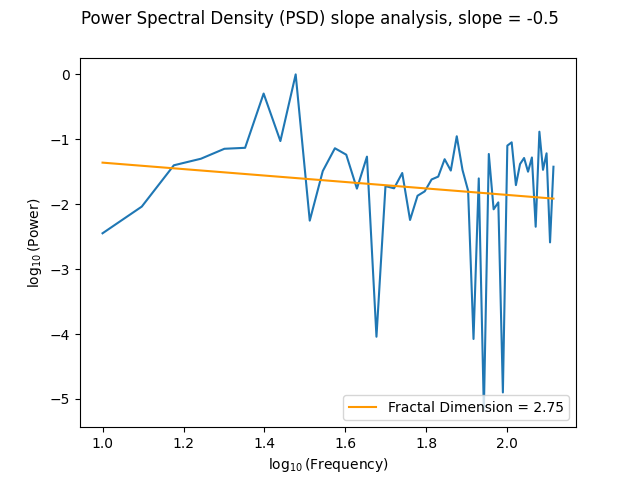 Power Spectral Density (PSD) slope analysis, slope = -0.5
log₁₀(Power)
0
−1
−2
−3
−4
−5
Fractal Dimension = 2.75
1.0 1.2 1.4 1.6 1.8 2.0
log₁₀(Frequency)